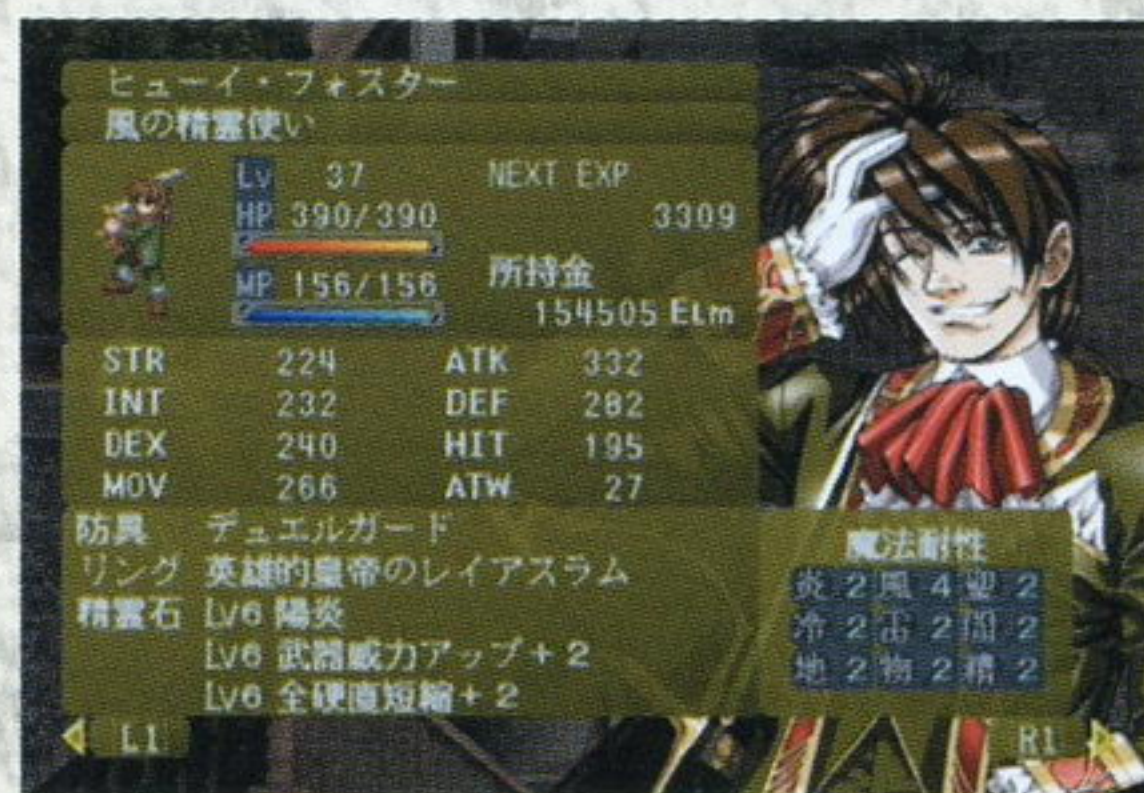 ヒューイ・フォスター
風の精霊使い
Lv 37 NEXT EXP
HP 390/390 3309
MP 156/156 所持金
154505 ELm
STR 224 ATK 332
INT 232 DEF 282
DEX 240 HIT 195
MOV 266 ATW 27
防具 デュエルガード
リング 英雄的皇帝のレイアスラム
精霊石 Lv6 陽炎
Lv6 武器威力アップ+2
Lv6 全硬直短縮+2
魔法耐性
炎 2 風 4 聖 2
冷 2 雷 2 闇 2
地 2 物 2 精 2
L1 R1